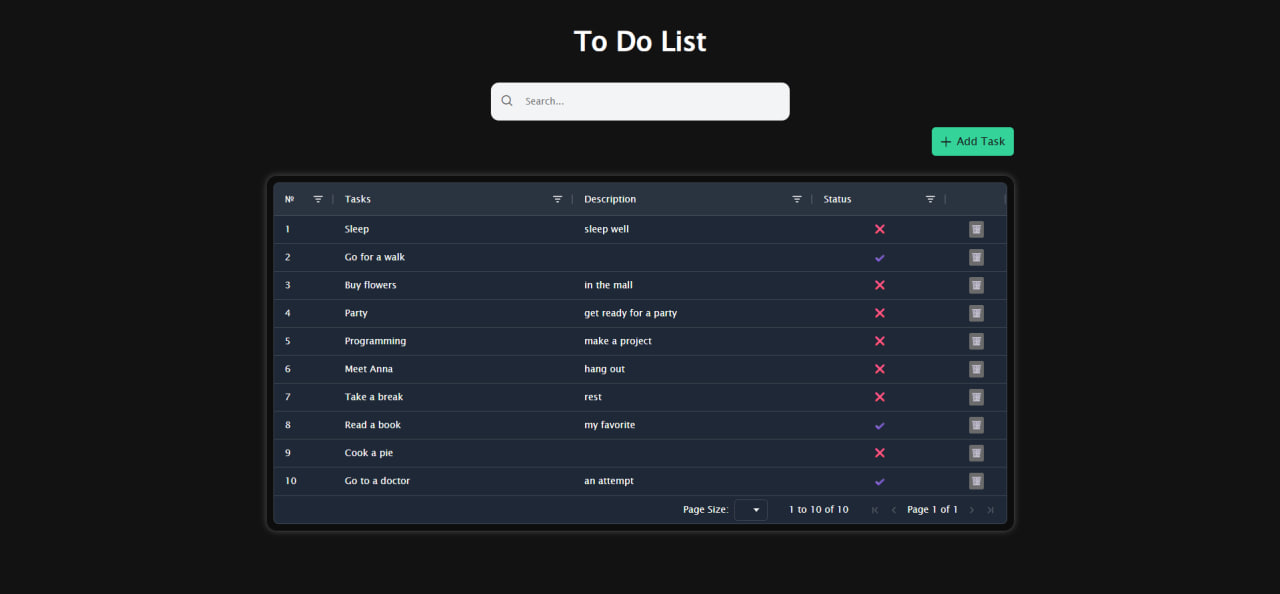 To Do List
Search...
+ Add Task
№ Tasks Description Status
1 Sleep sleep well
2 Go for a walk
3 Buy flowers in the mall
4 Party get ready for a party
5 Programming make a project
6 Meet Anna hang out
7 Take a break rest
8 Read a book my favorite
9 Cook a pie
10 Go to a doctor an attempt
Page Size: 1 to 10 of 10 Page 1 of 1